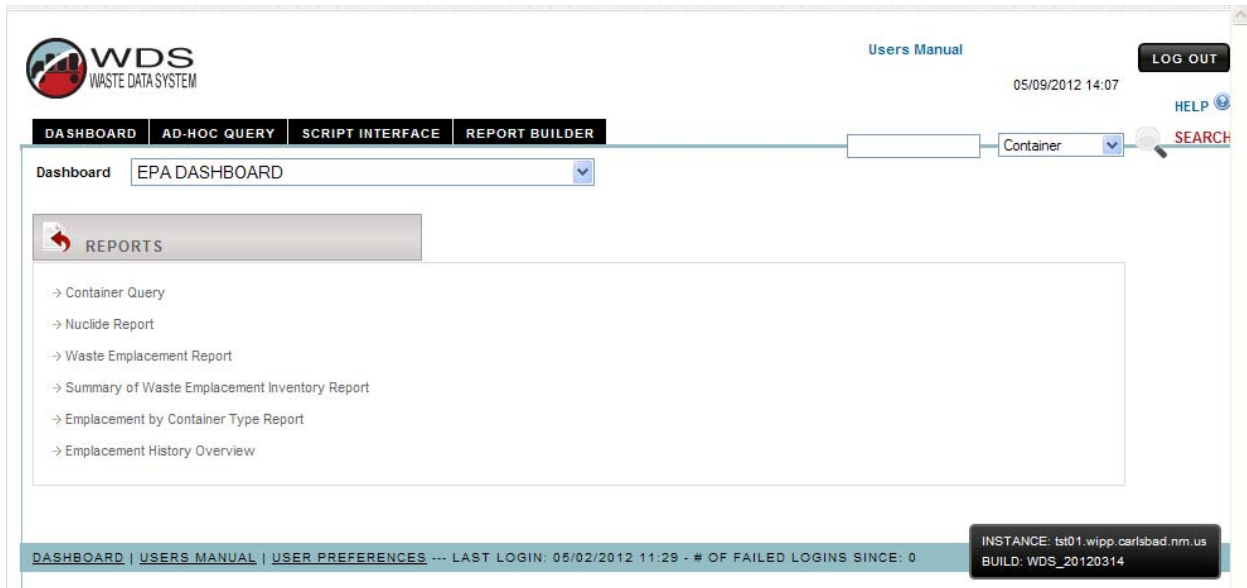 WDS
WASTE DATA SYSTEM
Users Manual
LOG OUT
05/09/2012 14:07
HELP
DASHBOARD AD-HOC QUERY SCRIPT INTERFACE REPORT BUILDER
Container
SEARCH
Dashboard EPA DASHBOARD
REPORTS
Container Query
Nuclide Report
Waste Emplacement Report
Summary of Waste Emplacement Inventory Report
Emplacement by Container Type Report
Emplacement History Overview
DASHBOARD | USERS MANUAL | USER PREFERENCES --- LAST LOGIN: 05/02/2012 11:29 - # OF FAILED LOGINS SINCE: 0
INSTANCE: tst01.wipp.carlsbad.nm.us
BUILD: WDS_20120314